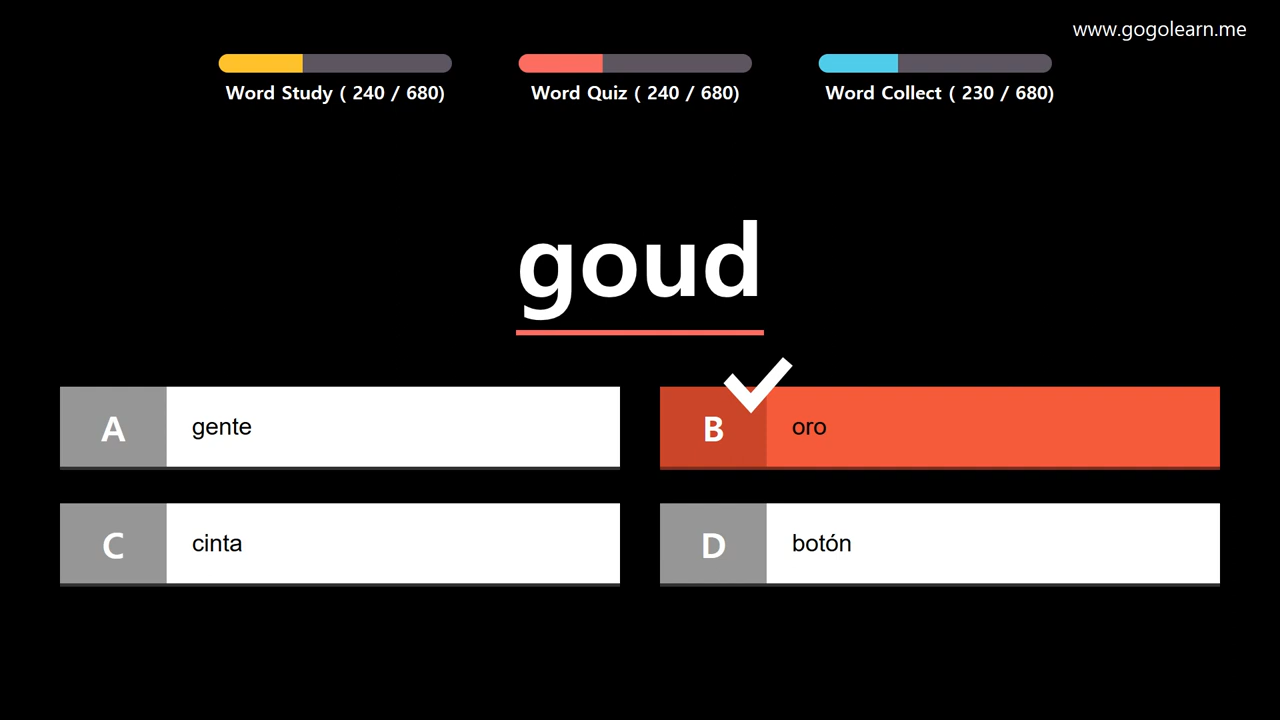 www.gogolearn.me
Word Study ( 240 / 680)
Word Quiz ( 240 / 680)
Word Collect ( 230 / 680)
goud
A
gente
B
oro
C
cinta
D
botón